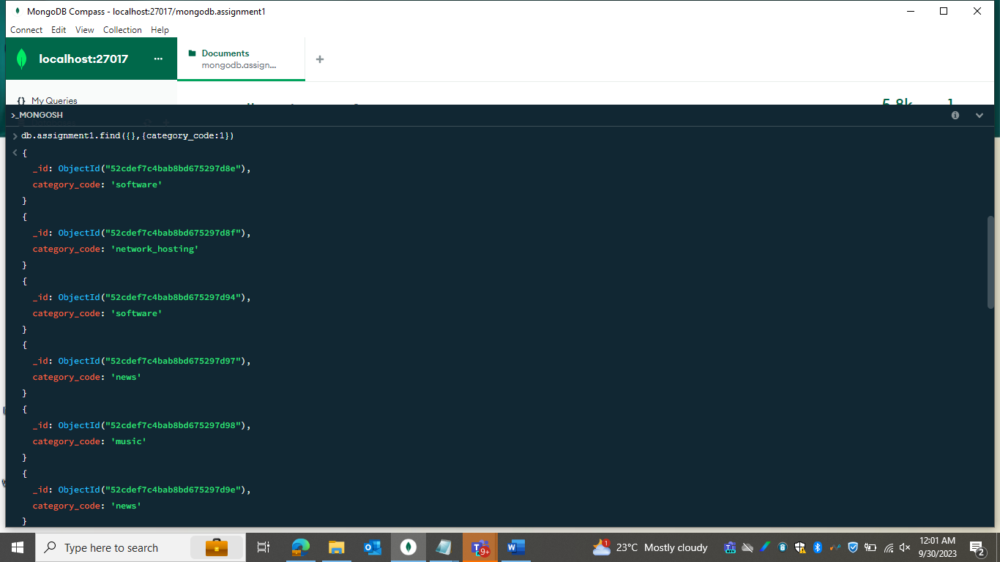 MongoDB Compass - localhost:27017/mongodb.assignment1
Connect Edit View Collection Help
localhost:27017 ...
Documents
mongodb.assign...
+
{} My Queries
5.8k 1
>_MONGOSH
> db.assignment1.find({},{category_code:1})
< {
_id: ObjectId("52cdef7c4bab8bd675297d8e"),
category_code: 'software'
}
{
_id: ObjectId("52cdef7c4bab8bd675297d8f"),
category_code: 'network_hosting'
}
{
_id: ObjectId("52cdef7c4bab8bd675297d94"),
category_code: 'software'
}
{
_id: ObjectId("52cdef7c4bab8bd675297d97"),
category_code: 'news'
}
{
_id: ObjectId("52cdef7c4bab8bd675297d98"),
category_code: 'music'
}
{
_id: ObjectId("52cdef7c4bab8bd675297d9e"),
category_code: 'news'
}
Type here to search
9+
1
23°C Mostly cloudy
12:01 AM
9/30/2023
2